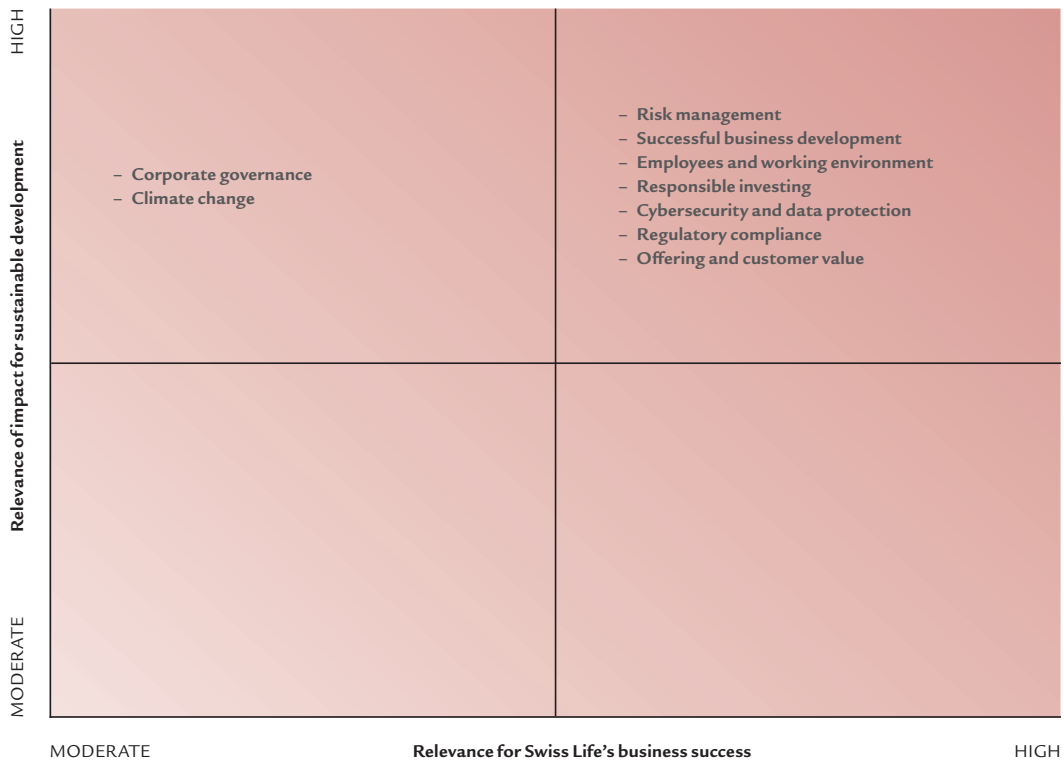 HIGH
Relevance of impact for sustainable development
MODERATE
– Corporate governance
– Climate change
– Risk management
– Successful business development
– Employees and working environment
– Responsible investing
– Cybersecurity and data protection
– Regulatory compliance
– Offering and customer value
MODERATE
Relevance for Swiss Life’s business success
HIGH